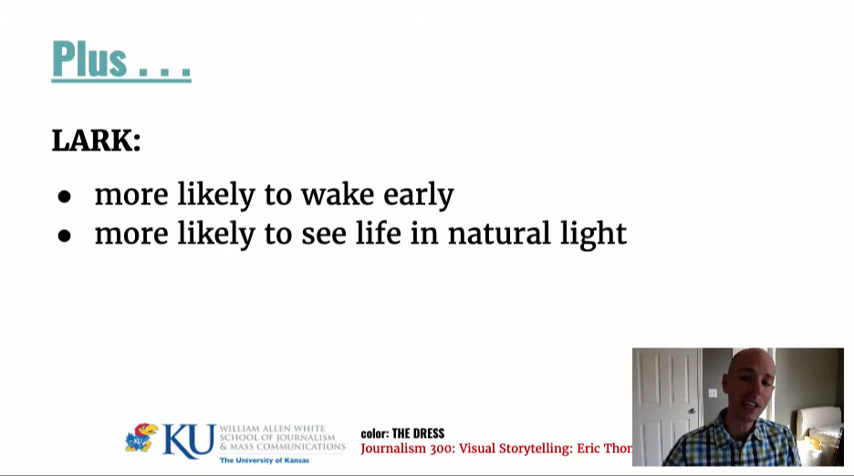 Plus . . .
LARK:
● more likely to wake early
● more likely to see life in natural light
KU
WILLIAM ALLEN WHITE
SCHOOL OF JOURNALISM
& MASS COMMUNICATIONS
The University of Kansas
color: THE DRESS
Journalism 300: Visual Storytelling: Eric